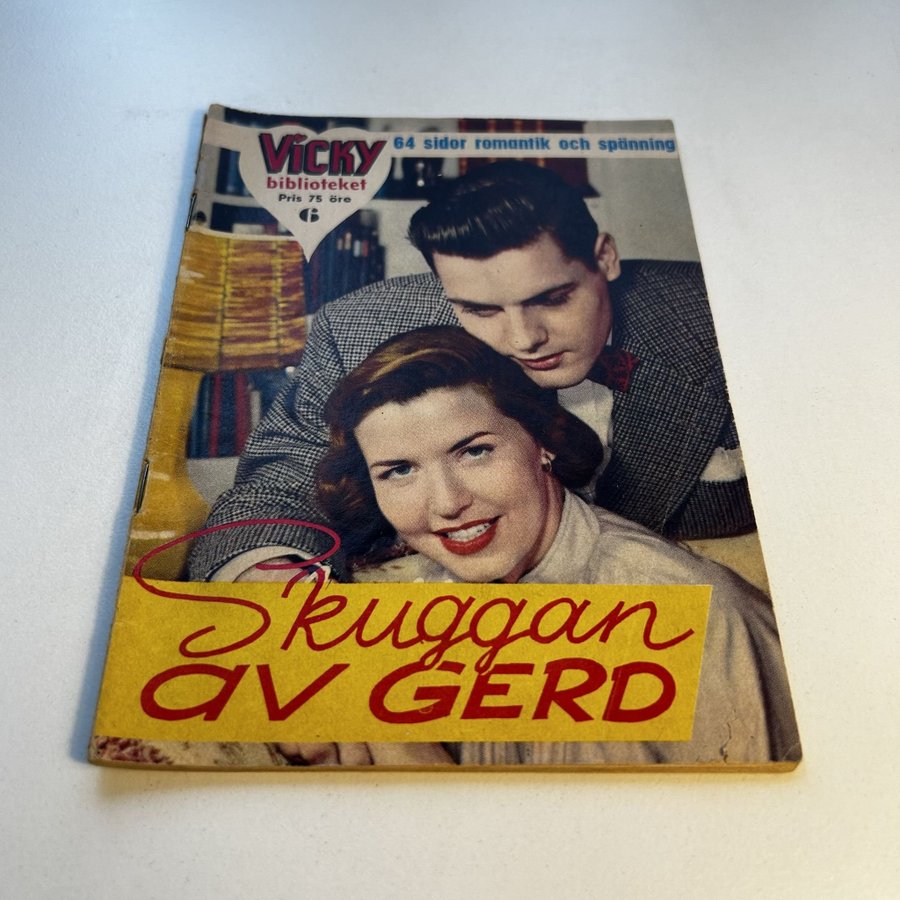 Vicky
64 sidor romantik och spänning
biblioteket
Pris 75 öre
6
Skuggan
av GERD